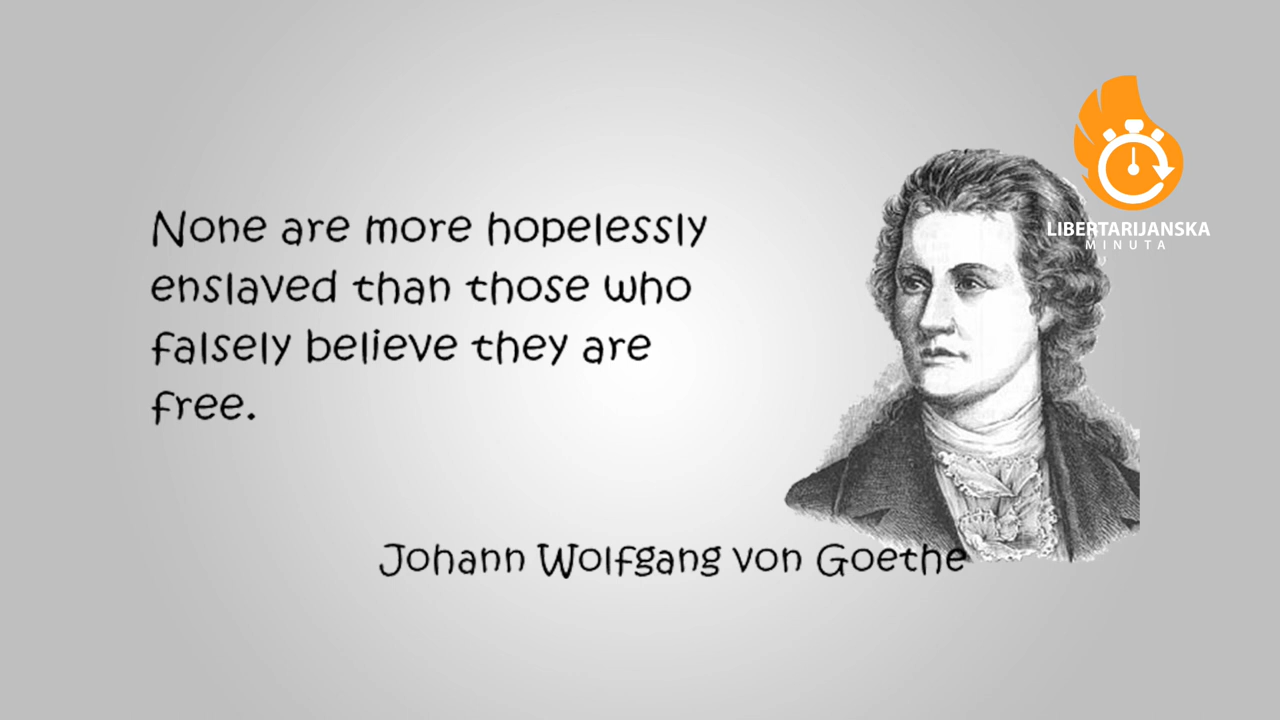 None are more hopelessly
enslaved than those who
falsely believe they are
free.
Johann Wolfgang von Goethe
LIBERTARIJANSKA
MINUTA